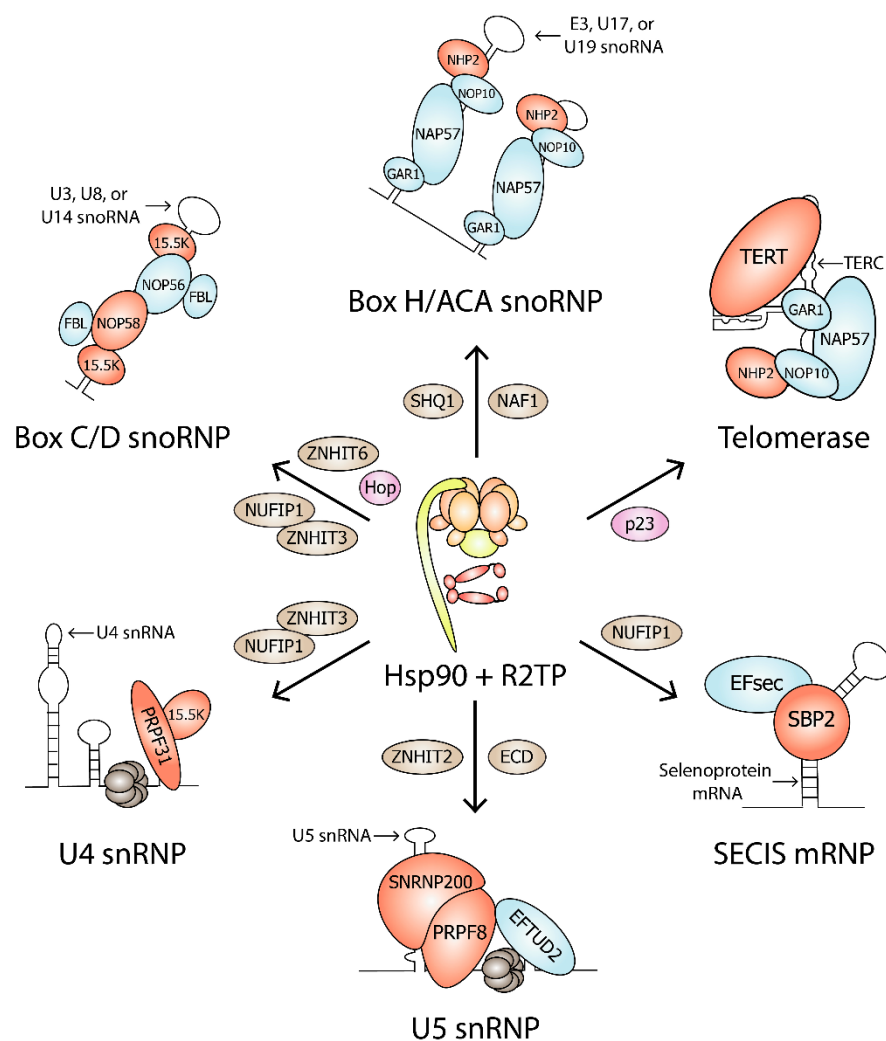 E3, U17, or
U19 snoRNA
NHP2
NOP10
NAP57
GAR1
NHP2
NOP10
NAP57
GAR1
Box H/ACA snoRNP
U3, U8, or
U14 snoRNA
15.5K
NOP56
FBL
FBL
NOP58
15.5K
Box C/D snoRNP
TERT
TERC
GAR1
NAP57
NHP2
NOP10
Telomerase
SHQ1
NAF1
ZNHIT6
Hop
NUFIP1
ZNHIT3
p23
ZNHIT3
NUFIP1
NUFIP1
Hsp90 + R2TP
U4 snRNA
PRPF31
15.5K
U4 snRNP
ZNHIT2
ECD
EFsec
SBP2
Selenoprotein
mRNA
SECIS mRNP
U5 snRNA
SNRNP200
PRPF8
EFTUD2
U5 snRNP